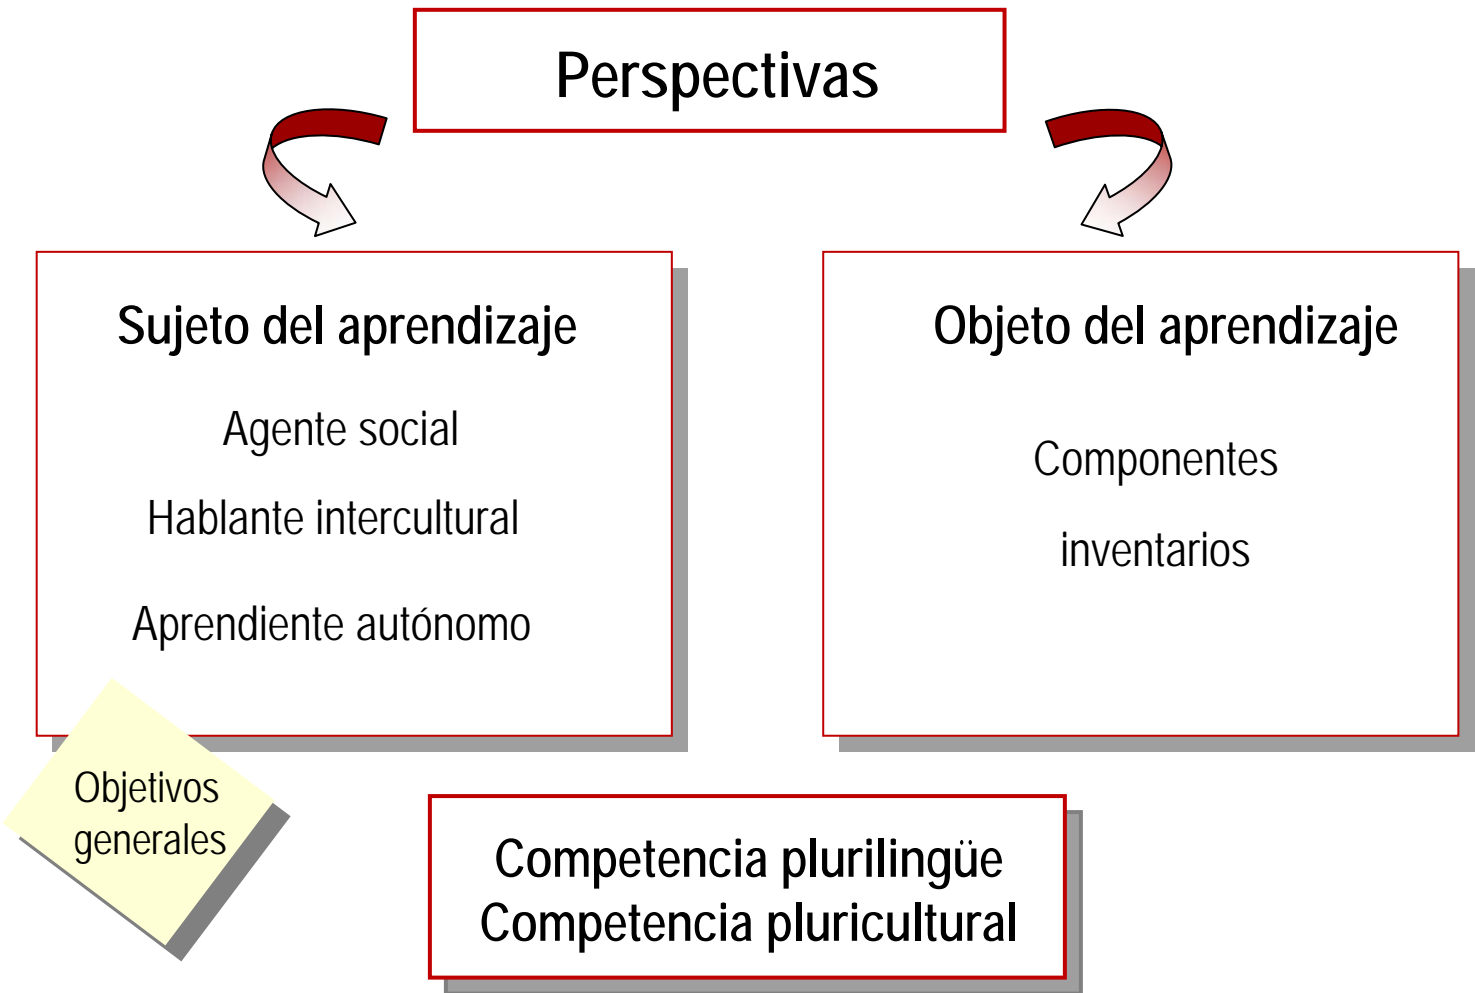 Perspectivas
Sujeto del aprendizaje
Agente social
Hablante intercultural
Aprendiente autónomo
Objetivos
generales
Objeto del aprendizaje
Componentes
inventarios
Competencia plurilingüe
Competencia pluricultural